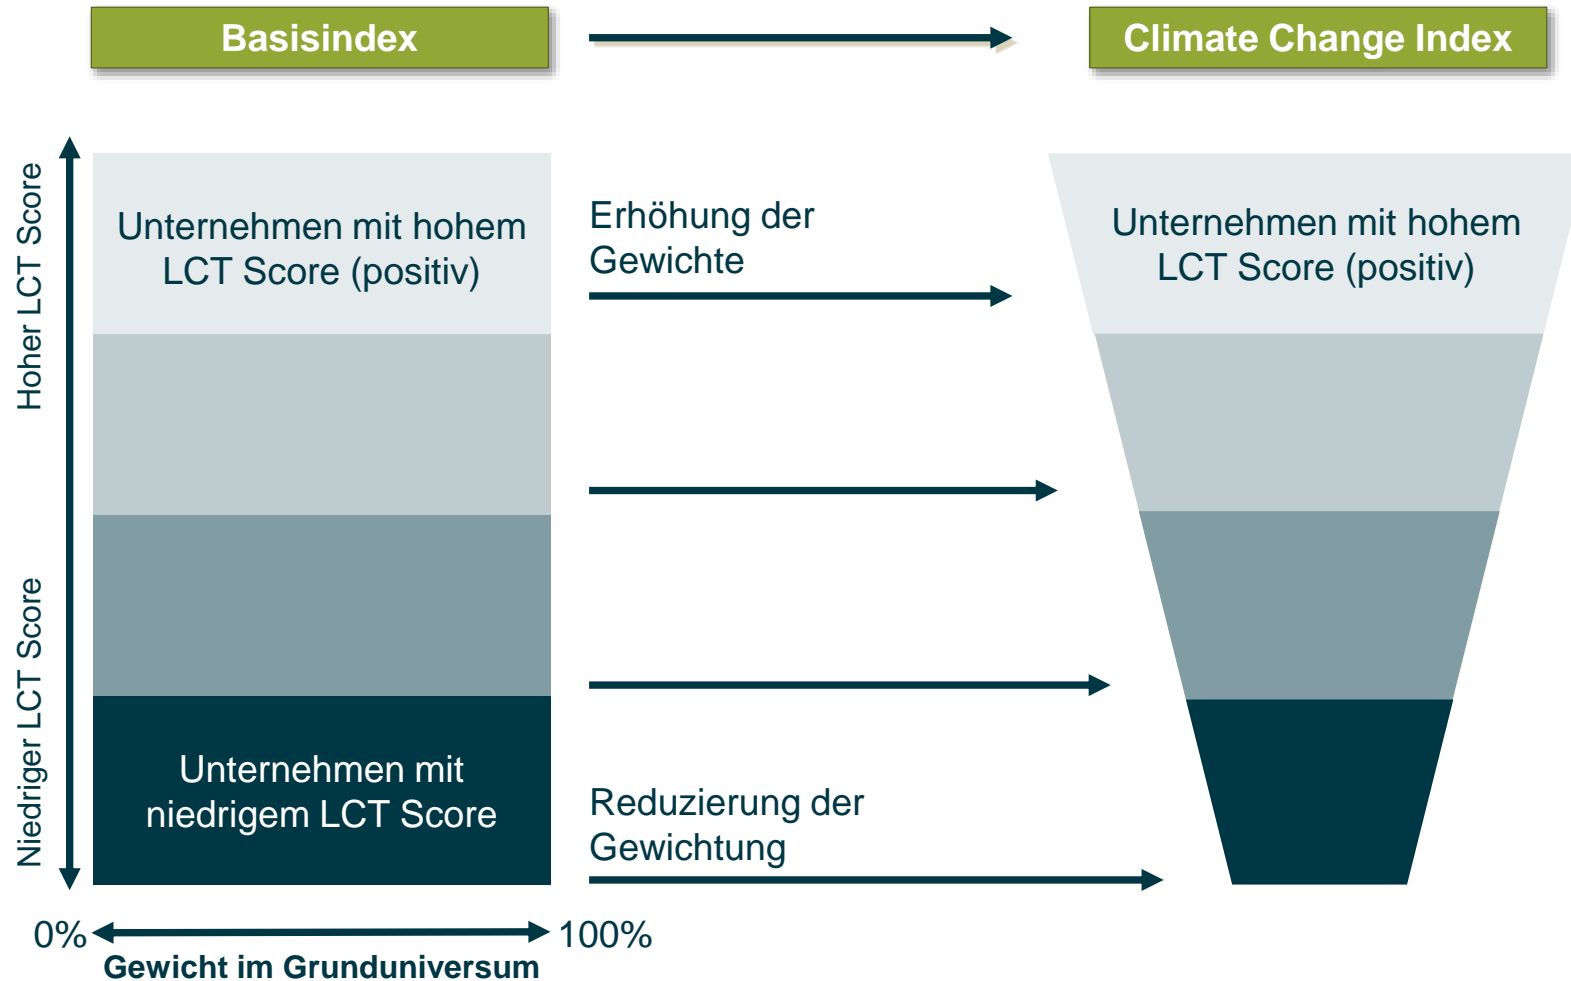 Basisindex
Climate Change Index
Hoher LCT Score
Niedriger LCT Score
Unternehmen mit hohem
LCT Score (positiv)
Erhöhung der
Gewichte
Unternehmen mit hohem
LCT Score (positiv)
Unternehmen mit
niedrigem LCT Score
Reduzierung der
Gewichtung
0%
100%
Gewicht im Grunduniversum